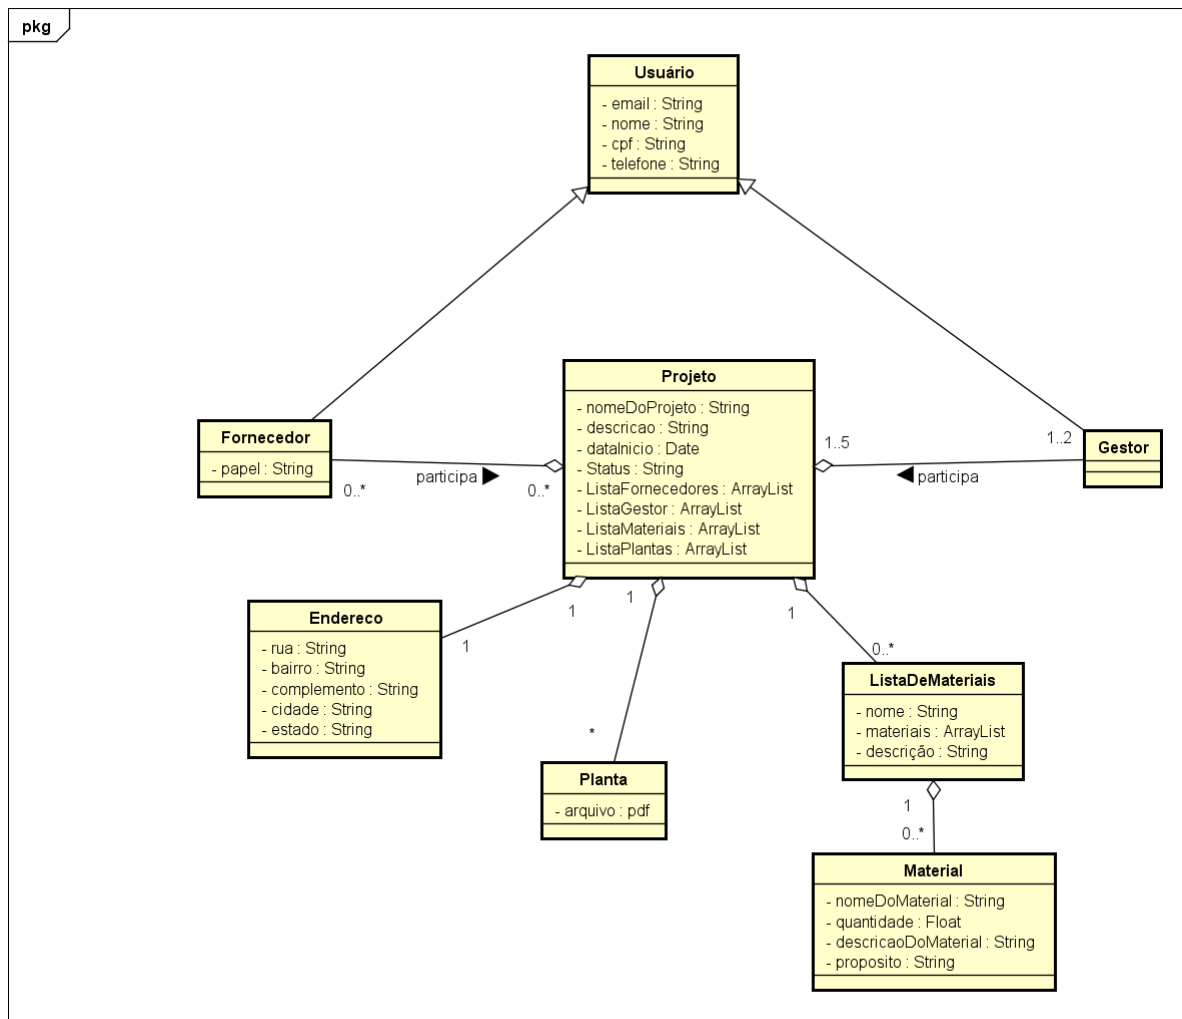 pkg
Usuário
- email : String
- nome : String
- cpf : String
- telefone : String
Projeto
- nomeDoProjeto : String
- descricao : String
- dataInicio : Date
- Status : String
- ListaFornecedores : ArrayList
- ListaGestor : ArrayList
- ListaMateriais : ArrayList
- ListaPlantas : ArrayList
Fornecedor
- papel : String
0..*
participa
0..*
1..5
1..2
participa
Gestor
Endereco
- rua : String
- bairro : String
- complemento : String
- cidade : String
- estado : String
1
1
1
*
Planta
- arquivo : pdf
1
0..*
ListaDeMateriais
- nome : String
- materiais : ArrayList
- descrição : String
1
0..*
Material
- nomeDoMaterial : String
- quantidade : Float
- descricaoDoMaterial : String
- proposito : String